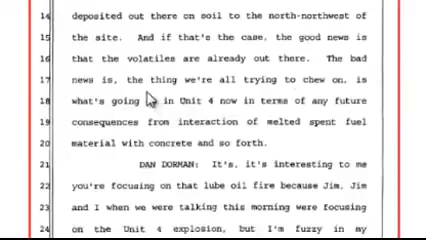 14 deposited out there on soil to the north-northwest of
15 the site. And if that's the case, the good news is
16 that the volatiles are already out there. The bad
17 news is, the thing we're all trying to chew on, is
18 what's going in Unit 4 now in terms of any future
19 consequences from interaction of melted spent fuel
20 material with concrete and so forth.
21 DAN DORMAN: It's, it's interesting to me
22 you're focusing on that lube oil fire because Jim, Jim
23 and I when we were talking this morning were focusing
24 on the Unit 4 explosion, but I'm fuzzy in my